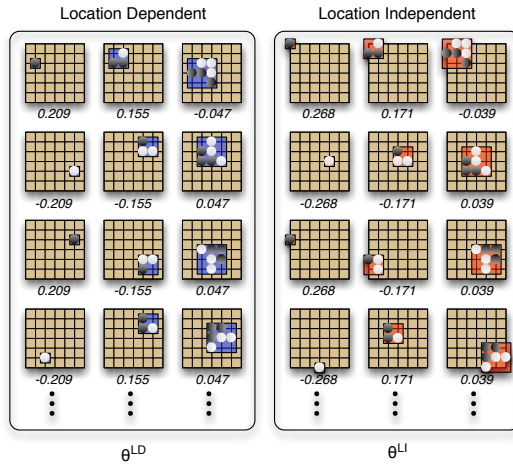 Location Dependent Location Independent
0.209 0.155 -0.047 0.268 0.171 -0.039
-0.209 -0.155 0.047 -0.268 -0.171 0.039
0.209 -0.155 0.047 0.268 -0.171 0.039
-0.209 0.155 0.047 -0.268 0.171 0.039
θLD θLI